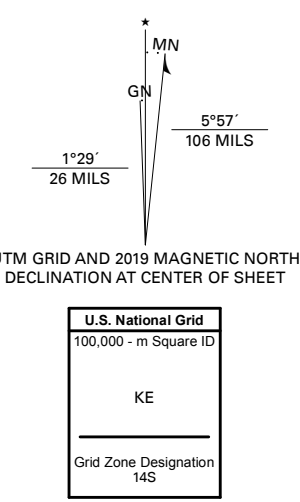 ★
MN
GN
5°57´
106 MILS
1°29´
26 MILS
UTM GRID AND 2019 MAGNETIC NORTH
DECLINATION AT CENTER OF SHEET
U.S. National Grid
100,000 - m Square ID
KE
Grid Zone Designation
14S